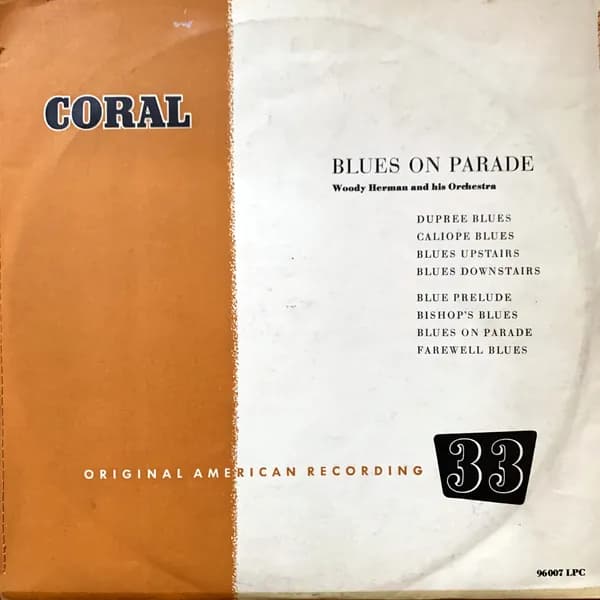 CORAL
BLUES ON PARADE
Woody Herman and his Orchestra
DUPREE BLUES
CALIOPE BLUES
BLUES UPSTAIRS
BLUES DOWNSTAIRS
BLUE PRELUDE
BISHOP'S BLUES
BLUES ON PARADE
FAREWELL BLUES
ORIGINAL AMERICAN RECORDING
33
96007 LPC